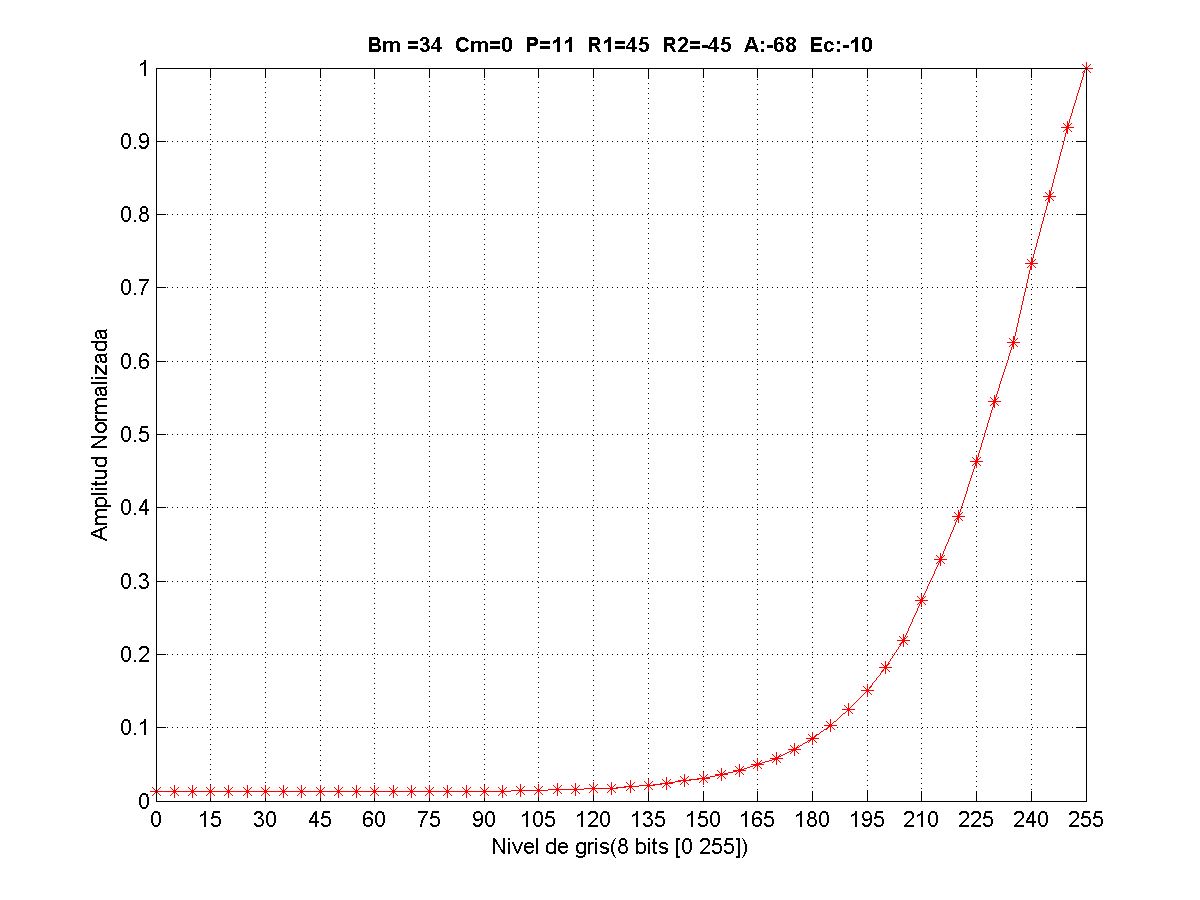 Bm =34 Cm=0 P=11 R1=45 R2=-45 A:-68 Ec:-10
1
0.9
0.8
0.7
0.6
0.5
0.4
0.3
0.2
0.1
0
Amplitud Normalizada
0 15 30 45 60 75 90 105 120 135 150 165 180 195 210 225 240 255
Nivel de gris(8 bits [0 255])